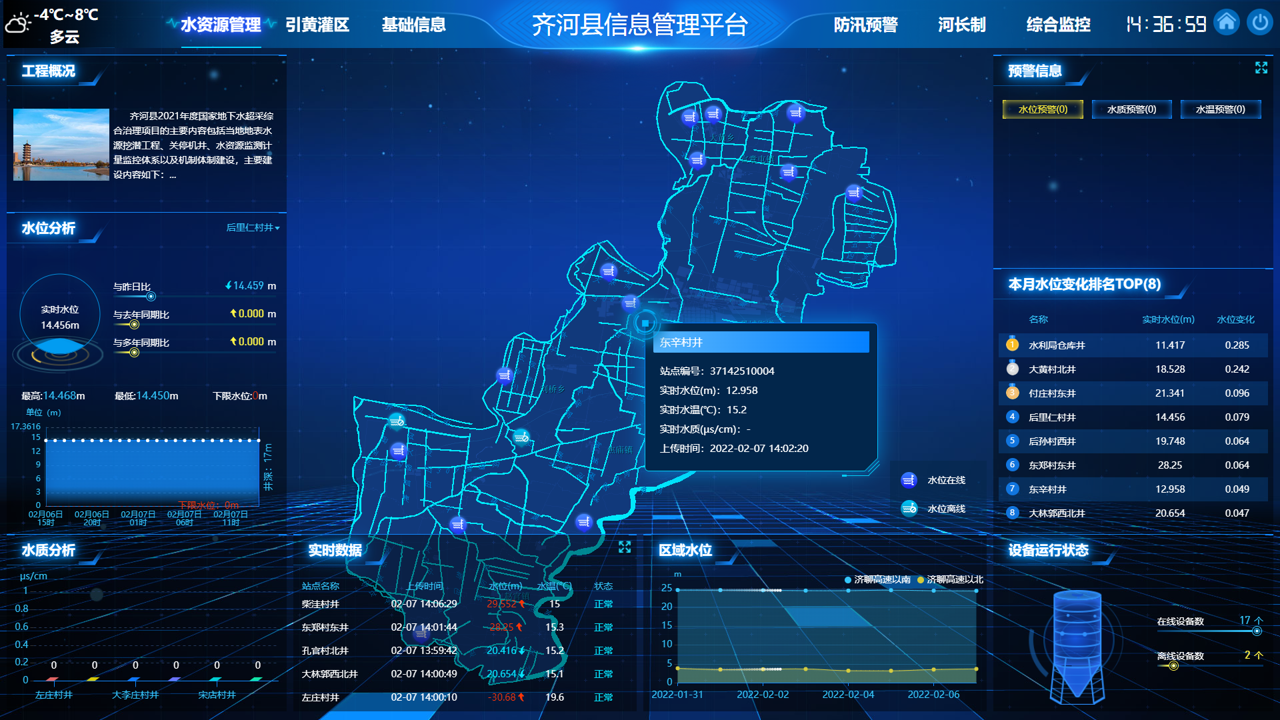 -4℃~8℃
多云
水资源管理
引黄灌区
基础信息
齐河县信息管理平台
防汛预警
河长制
综合监控
14:36:59
工程概况
齐河县2021年度国家地下水超采综
合治理项目的主要内容包括当地地表水
源挖潜工程、关停机井、水资源监测计
量监控体系以及机制体制建设，主要建
设内容如下：...
水位分析
后里仁村井
实时水位
14.456m
与昨日比
14.459 m
与去年同期比
0.000 m
与多年同期比
0.000 m
最高:14.468m
最低:14.450m
下限水位:0m
单位（m）
17.3616
15
12
9
6
3
0
井深：17m
下限水位：0m
02月06日
15时
02月06日
20时
02月07日
01时
02月07日
06时
02月07日
11时
水质分析
μs/cm
1
0.8
0.6
0.4
0.2
0
0
0
0
0
0
0
左庄村井
大李庄村井
宋店村井
东辛村井
站点编号：37142510004
实时水位(m)：12.958
实时水温(℃)：15.2
实时水质(μs/cm)：-
上传时间：2022-02-07 14:02:20
水位在线
水位离线
实时数据
站点名称 上传时间 水位(m) 水温(℃) 状态
柴洼村井 02-07 14:06:29 29.552 15 正常
东郑村东井 02-07 14:01:44 28.25 15.3 正常
孔官村北井 02-07 13:59:42 20.416 15.2 正常
大林郭西北井 02-07 14:00:49 20.654 15.1 正常
左庄村井 02-07 14:00:10 -30.68 19.6 正常
区域水位
m
济聊高速以南
济聊高速以北
25
20
15
10
5
0
2022-01-31
2022-02-02
2022-02-04
2022-02-06
预警信息
水位预警(0)
水质预警(0)
水温预警(0)
本月水位变化排名TOP(8)
名称 实时水位(m) 水位变化
1 水利局仓库井 11.417 0.285
2 大黄村北井 18.528 0.242
3 付庄村东井 21.341 0.096
4 后里仁村井 14.456 0.079
5 后孙村西井 19.748 0.064
6 东郑村东井 28.25 0.064
7 东辛村井 12.958 0.049
8 大林郭西北井 20.654 0.047
设备运行状态
在线设备数
17 个
离线设备数
2 个